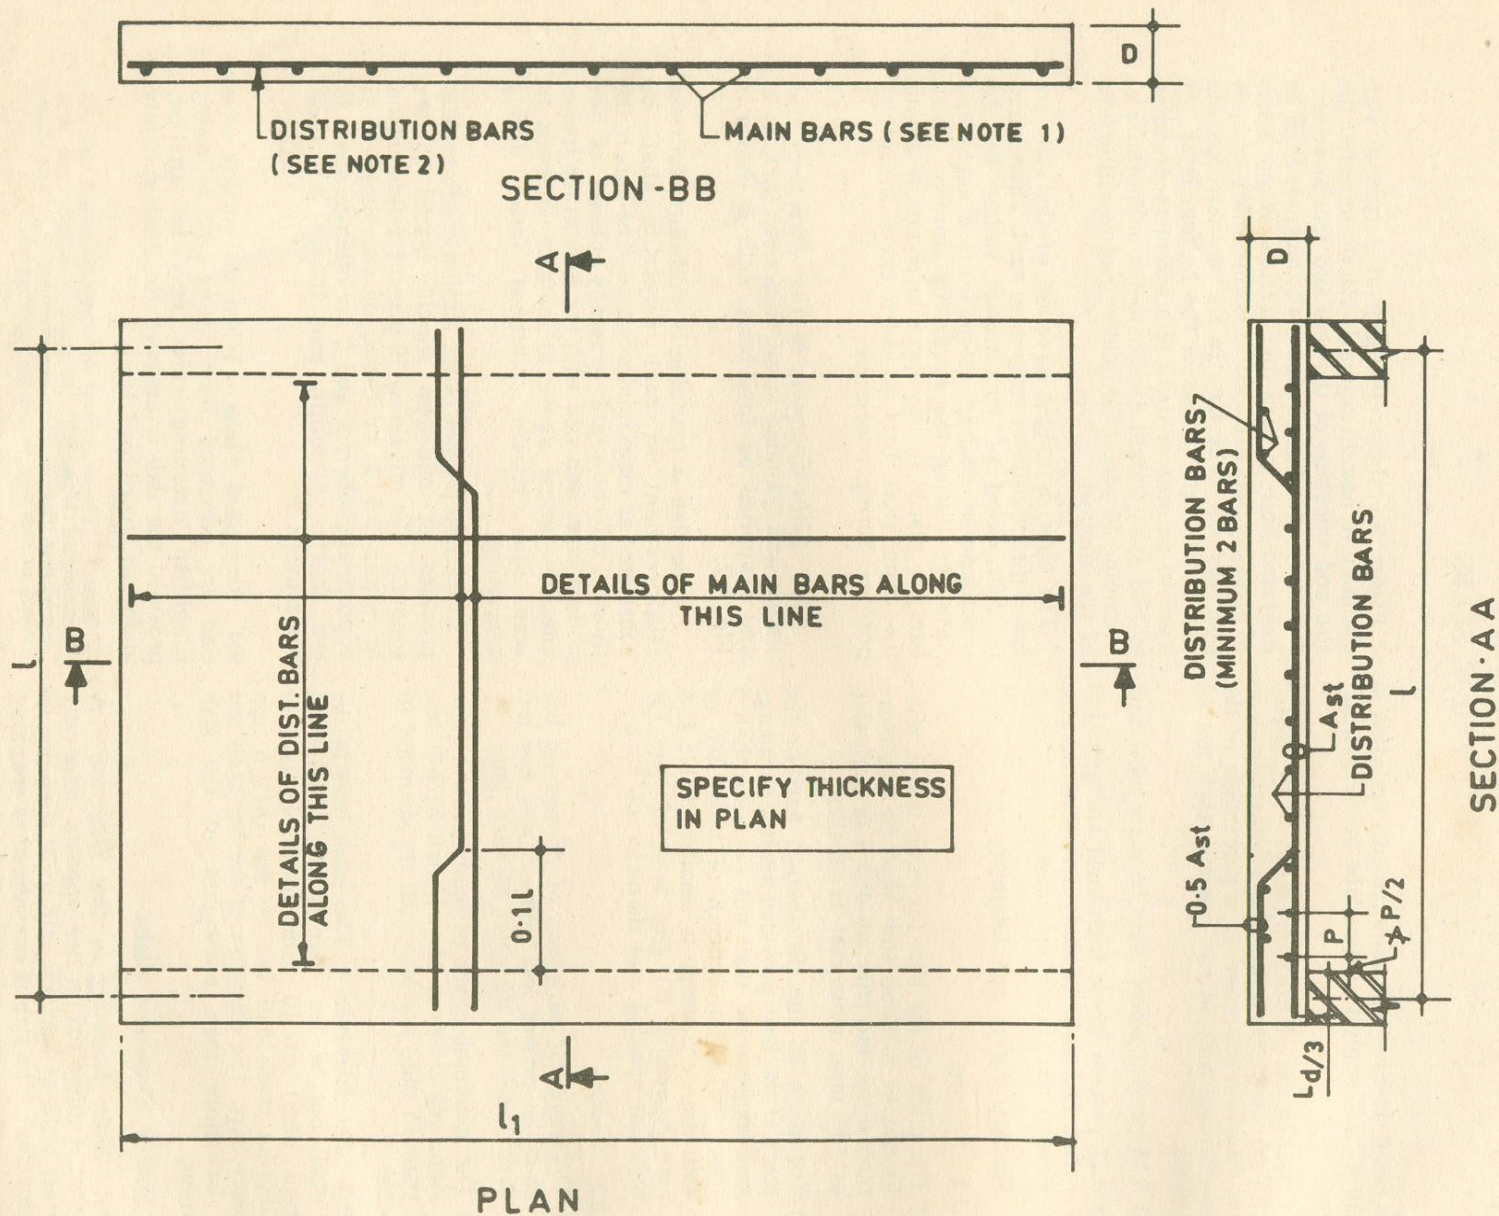 D
DISTRIBUTION BARS
(SEE NOTE 2)
MAIN BARS (SEE NOTE 1)
SECTION-BB
A
D
DISTRIBUTION BARS
(MINIMUM 2 BARS)
DETAILS OF MAIN BARS ALONG
THIS LINE
B
B
l
DETAILS OF DIST. BARS
ALONG THIS LINE
SPECIFY THICKNESS
IN PLAN
0.1l
Ast
DISTRIBUTION BARS
l
SECTION·AA
0.5 Ast
P
≯P/2
Ld/3
A
l1
PLAN